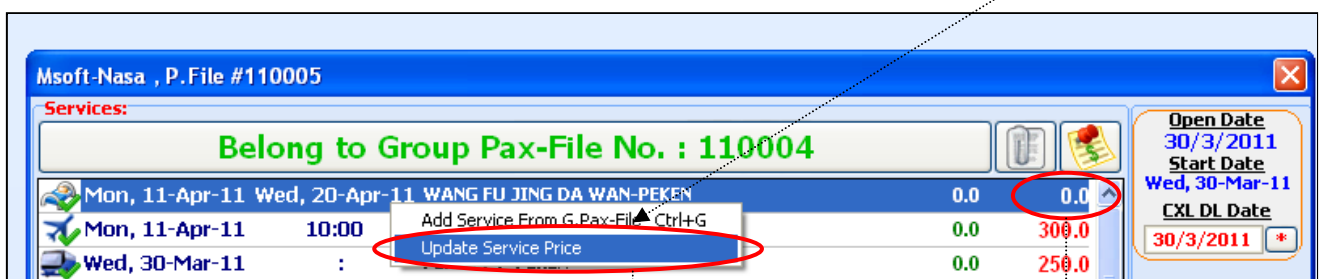 Msoft-Nasa , P.File #110005
Services:
Belong to Group Pax-File No. : 110004
Open Date
30/3/2011
Start Date
Wed, 30-Mar-11
CXL DL Date
30/3/2011 *
Mon, 11-Apr-11 Wed, 20-Apr-11 WANG FU JING DA WAN-PEKEN 0.0 0.0
Add Service From G.Pax-File Ctrl+G
Mon, 11-Apr-11 10:00 0.0 300.0
Update Service Price
Wed, 30-Mar-11 : 0.0 250.0